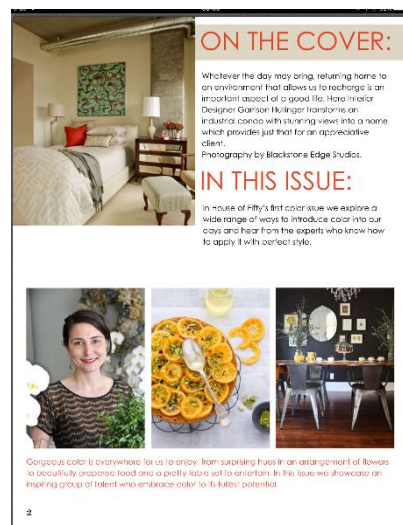 ON THE COVER:
Whatever the day may bring, returning home to
an environment that allows us to recharge is an
important aspect of a good life. Here Interior
Designer Garrison Hullinger transforms an
industrial condo with stunning views into a home
which provides just that for an appreciative
client.
Photography by Blackstone Edge Studios.
IN THIS ISSUE:
In House of Fifty's first color issue we explore a
wide range of ways to introduce color into our
days and hear from the experts who know how
to apply it with perfect style.
Gorgeous color is everywhere for us to enjoy; from surprising hues in an arrangement of flowers
to beautifully prepared food and a pretty table set to entertain. In this issue we showcase an
inspiring group of talent who embrace color to its fullest potential.
2